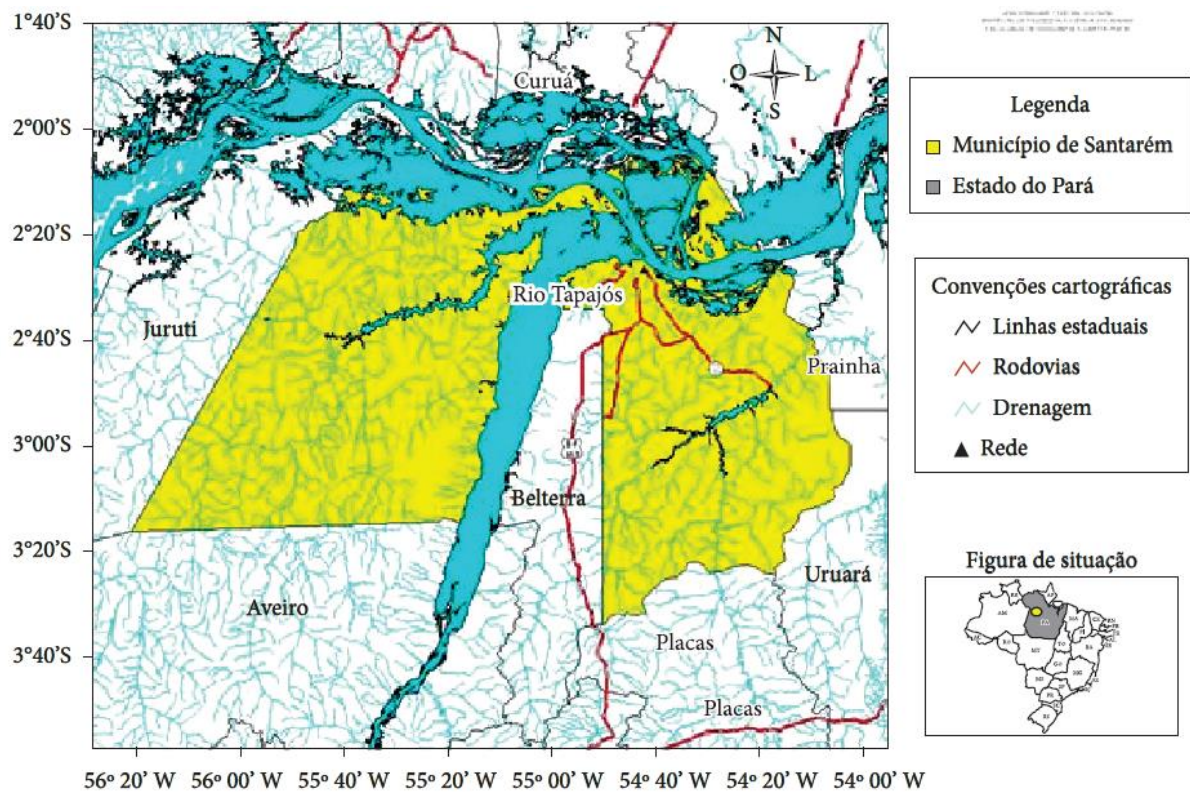 1°40'S
2°00'S
2°20'S
2°40'S
3°00'S
3°20'S
3°40'S
56°20' W
56°00' W
55°40' W
55°20' W
55°00' W
54°40' W
54°20' W
54°00' W
N
O
L
S
Curuá
Rio Tapajós
Juruti
Prainha
Belterra
Aveiro
Uruará
Placas
Placas
Legenda
Município de Santarém
Estado do Pará
Convenções cartográficas
Linhas estaduais
Rodovias
Drenagem
Rede
Figura de situação
AM
PA
MT
MA
BA
MG